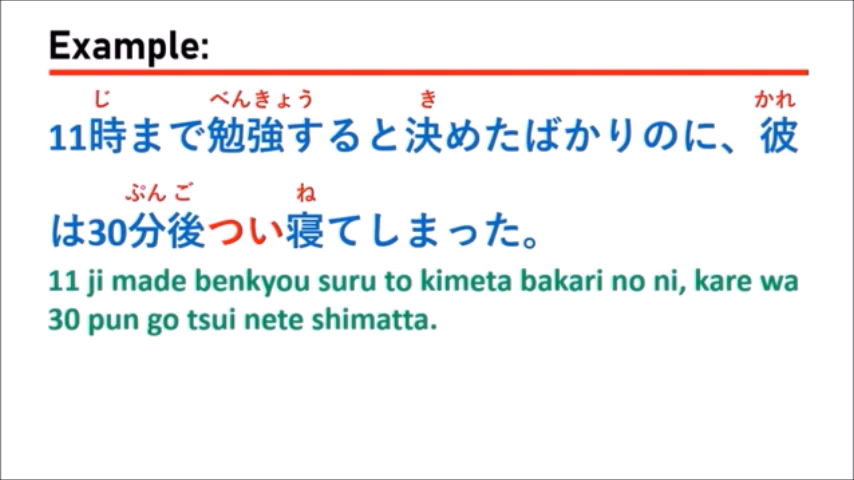 Example:
じ べんきょう き かれ
11時まで勉強すると決めたばかりのに、彼
ぷん ご ね
は30分後つい寝てしまった。
11 ji made benkyou suru to kimeta bakari no ni, kare wa
30 pun go tsui nete shimatta.